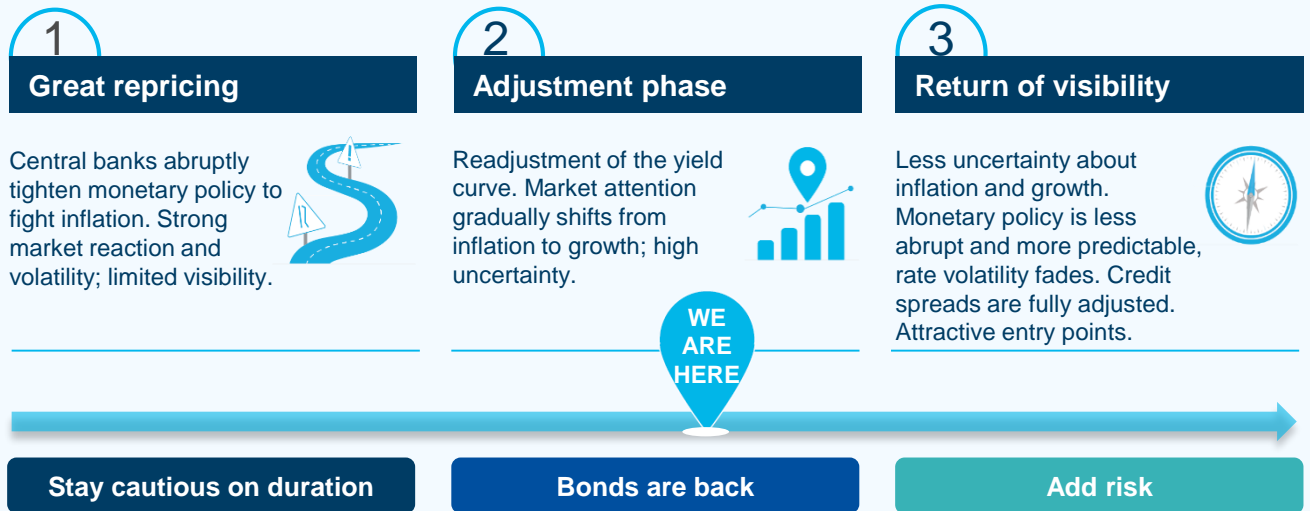 1
Great repricing
Central banks abruptly
tighten monetary policy to
fight inflation. Strong
market reaction and
volatility; limited visibility.
2
Adjustment phase
Readjustment of the yield
curve. Market attention
gradually shifts from
inflation to growth; high
uncertainty.
3
Return of visibility
Less uncertainty about
inflation and growth.
Monetary policy is less
abrupt and more predictable,
rate volatility fades. Credit
spreads are fully adjusted.
Attractive entry points.
WE
ARE
HERE
Stay cautious on duration
Bonds are back
Add risk